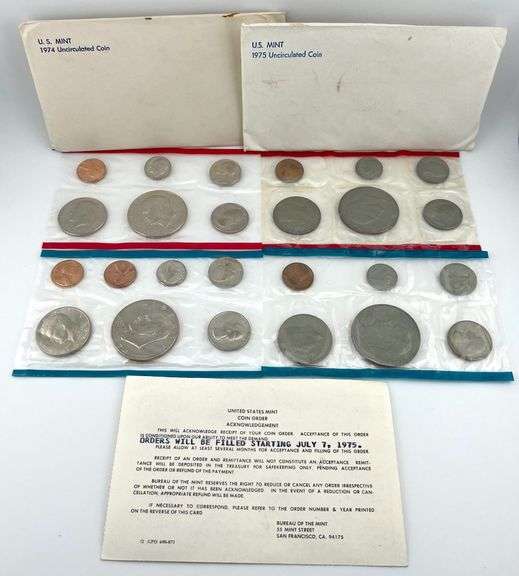 U.S. MINT
1974 Uncirculated Coin
U.S. MINT
1975 Uncirculated Coin
UNITED STATES MINT
COIN ORDER
ACKNOWLEDGEMENT
THIS WILL ACKNOWLEDGE RECEIPT OF YOUR COIN ORDER. ACCEPTANCE OF THIS ORDER
IS CONDITIONED UPON OUR ABILITY TO MEET THE DEMAND.
ORDERS WILL BE FILLED STARTING JULY 7, 1975.
PLEASE ALLOW AT LEAST SEVERAL MONTHS FOR ACCEPTANCE AND FILLING OF THIS ORDER.
RECEIPT OF AN ORDER AND REMITTANCE WILL NOT CONSTITUTE AN ACCEPTANCE. REMIT-
TANCE WILL BE DEPOSITED IN THE TREASURY FOR SAFEKEEPING ONLY, PENDING ACCEPTANCE
OF THE ORDER OR REFUND OF THE PAYMENT.
BUREAU OF THE MINT RESERVES THE RIGHT TO REDUCE OR CANCEL ANY ORDER IRRESPECTIVE
OF WHETHER OR NOT IT HAS BEEN ACKNOWLEDGED. IN THE EVENT OF A REDUCTION OR CAN-
CELLATION, APPROPRIATE REFUND WILL BE MADE.
IF NECESSARY TO CORRESPOND, PLEASE REFER TO THE ORDER NUMBER & YEAR PRINTED
ON THE REVERSE OF THIS CARD
BUREAU OF THE MINT
55 MINT STREET
SAN FRANCISCO, CA. 94175